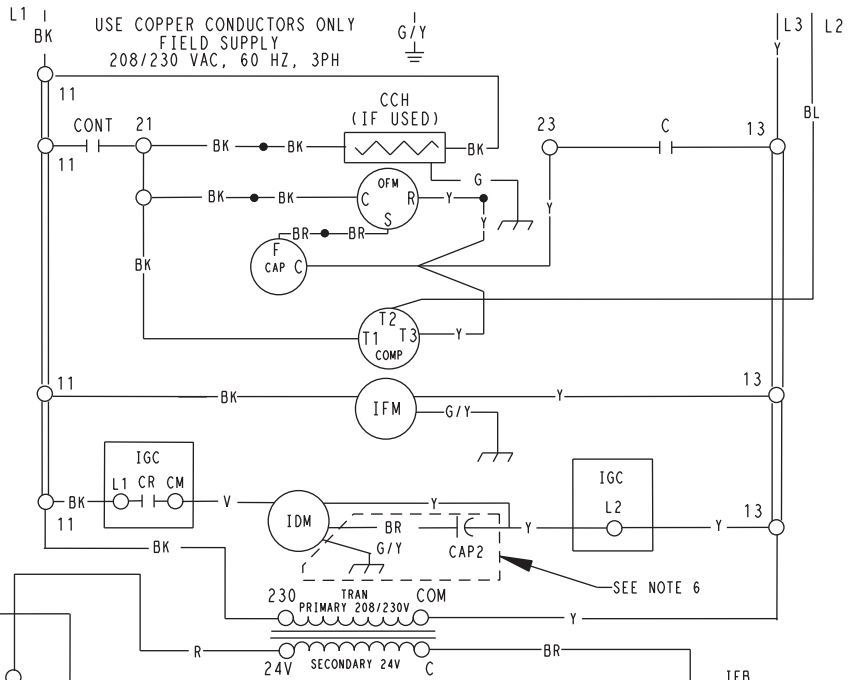 L1
BK
USE COPPER CONDUCTORS ONLY
FIELD SUPPLY
208/230 VAC, 60 HZ, 3PH
G/Y
L3
L2
Y
11
CCH
(IF USED)
BL
CONT
21
23
C
13
11
BK
BK
BK
G
OFM
BK
BK
C
R
Y
S
Y
Y
BR
BR
F
CAP
C
BK
T2
T1
T3
Y
COMP
11
13
BK
IFM
Y
G/Y
IGC
IGC
L1
CR
CM
L2
BK
V
Y
13
11
IDM
BR
Y
Y
G/Y
CAP2
BK
SEE NOTE 6
230
TRAN
COM
PRIMARY 208/230V
Y
R
BR
24V
SECONDARY 24V
C
IFB